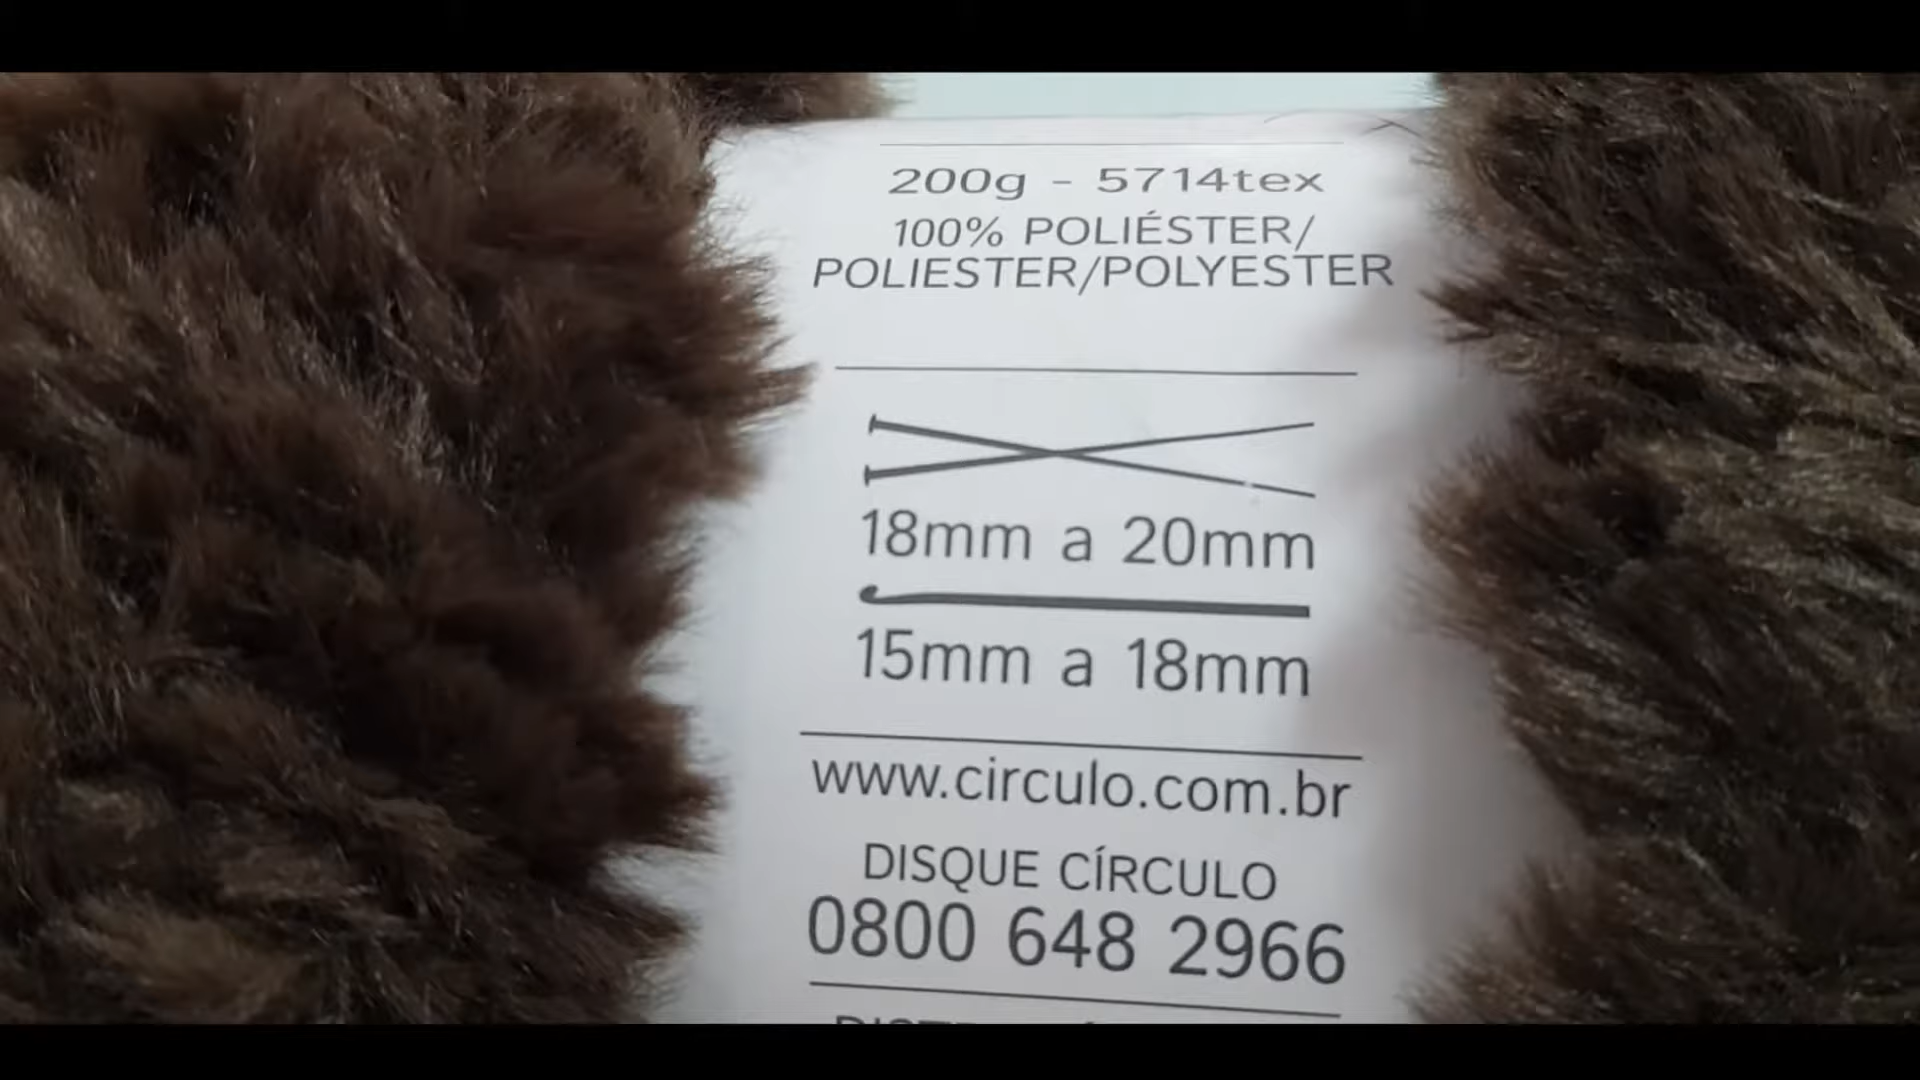 200g - 5714tex
100% POLIÉSTER/
POLIESTER/POLYESTER
18mm a 20mm
15mm a 18mm
www.circulo.com.br
DISQUE CÍRCULO
0800 648 2966